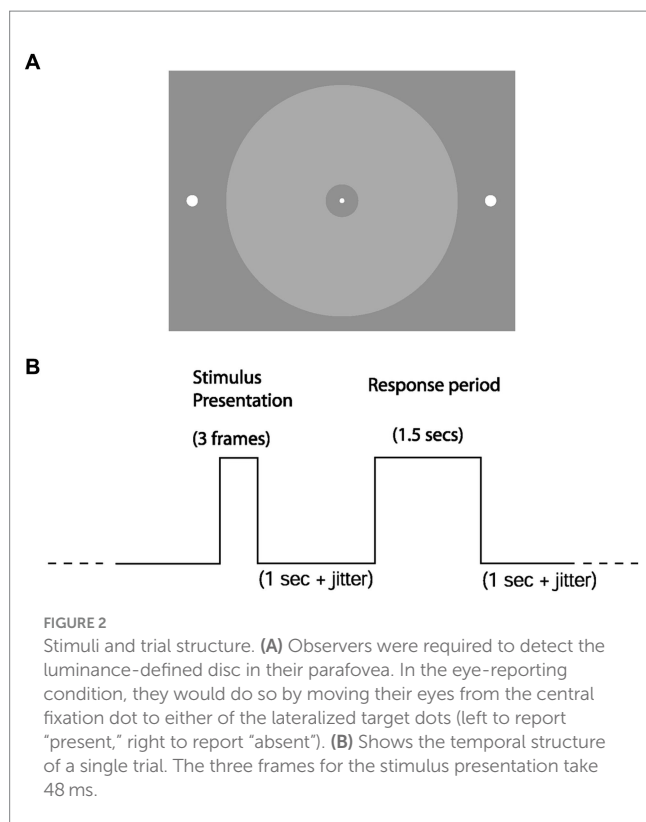 A
B
Stimulus
Presentation
Response period
(3 frames)
(1.5 secs)
(1 sec + jitter)
(1 sec + jitter)
FIGURE 2
Stimuli and trial structure. (A) Observers were required to detect the
luminance-defined disc in their parafovea. In the eye-reporting
condition, they would do so by moving their eyes from the central
fixation dot to either of the lateralized target dots (left to report
"present," right to report "absent"). (B) Shows the temporal structure
of a single trial. The three frames for the stimulus presentation take
48 ms.